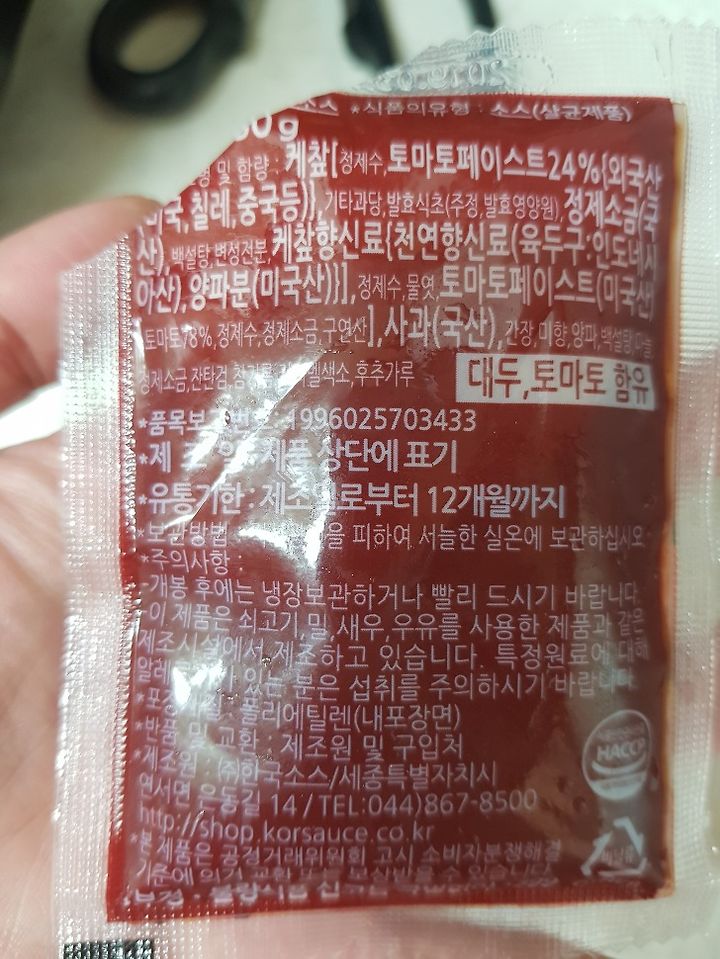 소스 *식품의유형 : 소스(살균제품)
0g
및 함량 : 케찹[정제수,토마토페이스트24%{외국산
미국,칠레,중국등}},기타과당,발효식초(주정,발효영양원),정제소금(국
산),백설탕,변성전분,케찹향신료{천연향신료(육두구:인도네시
아산),양파분(미국산)}],정제수,물엿,토마토페이스트(미국산
토마토78%,정제수,정제소금,구연산],사과(국산),간장,미향,양파,백설탕,마늘,
정제소금,잔탄검,색소,후추가루
대두,토마토 함유
*품목보 번호 : 1996025703433
*제 제품 상단에 표기
*유통기한 : 제조일로부터 12개월까지
*보관방법 을 피하여 서늘한 실온에 보관하십시오
*주의사항
-개봉 후에는 냉장보관하거나 빨리 드시기 바랍니다.
-이 제품은 쇠고기,밀,새우,우유를 사용한 제품과 같은
제조시설에서 제조하고 있습니다. 특정원료에 대해
알레 가 있는 분은 섭취를 주의하시기 바랍니다.
*포장재질 : 폴리에틸렌(내포장면)
*반품 및 교환 : 제조원 및 구입처
*제조원 : (주)한국소스/세종특별자치시
연서면 은동길 14/TEL:044)867-8500
http://shop.korsauce.co.kr
*본 제품은 공정거래위원회 고시 소비자분쟁해결
기준에 의거 교환 또는 보상받을 수 있습니다.
HACCP